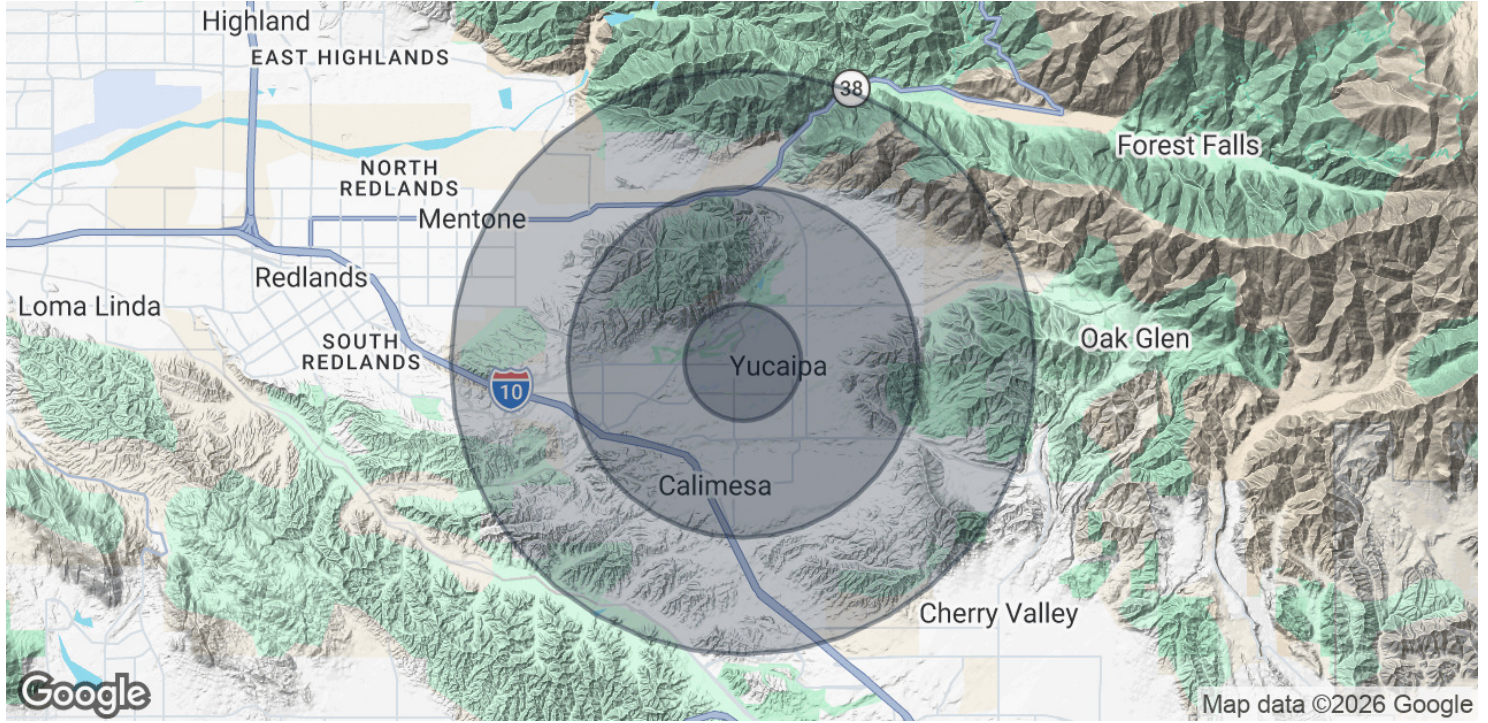 Highland
EAST HIGHLANDS
38
Forest Falls
NORTH
REDLANDS
Mentone
Redlands
Loma Linda
SOUTH
REDLANDS
Oak Glen
Yucaipa
10
Calimesa
Cherry Valley
Google
Map data ©2026 Google